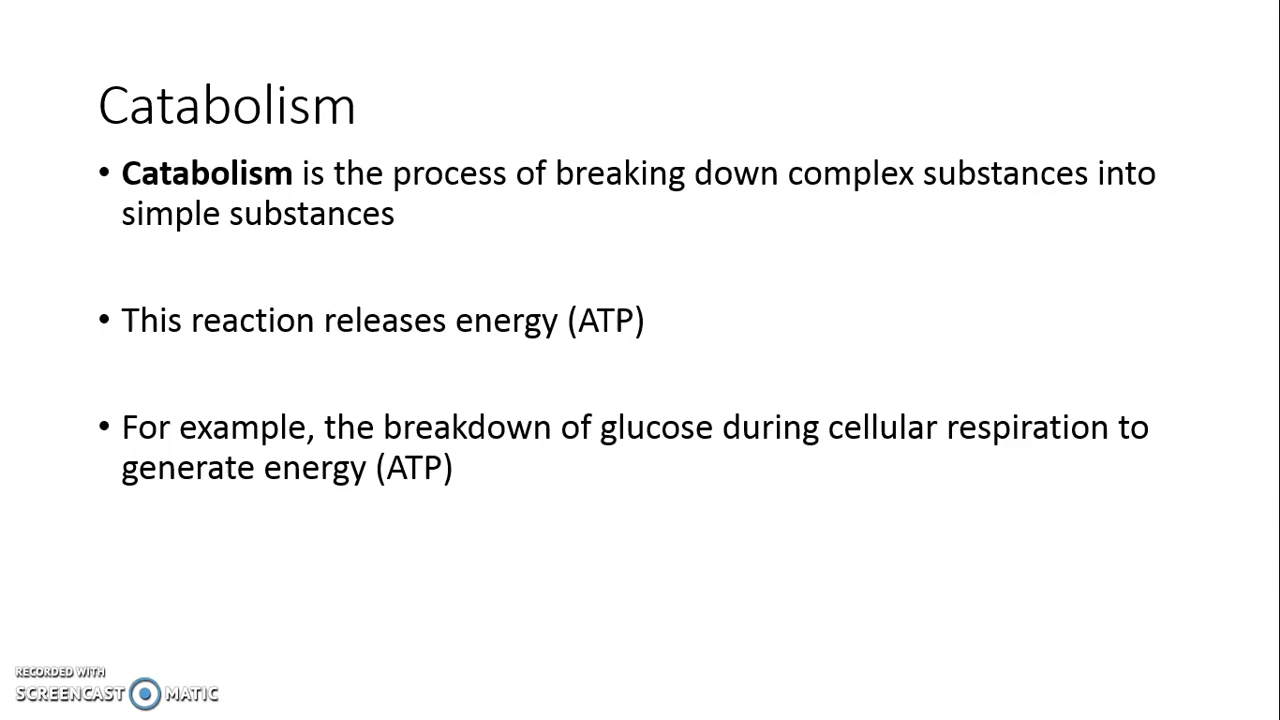 Catabolism
• Catabolism is the process of breaking down complex substances into
simple substances
• This reaction releases energy (ATP)
• For example, the breakdown of glucose during cellular respiration to
generate energy (ATP)
RECORDED WITH
SCREENCAST MATIC